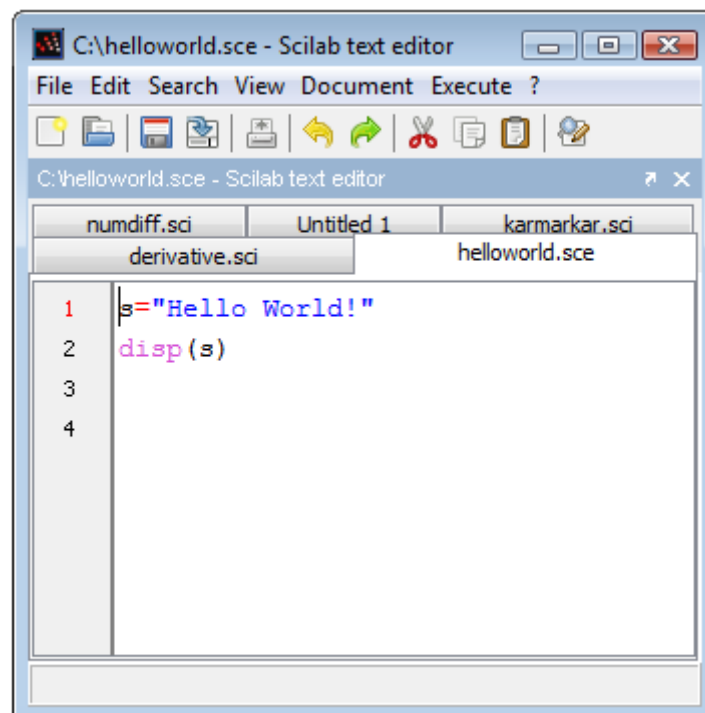 C:\helloworld.sce - Scilab text editor
File Edit Search View Document Execute ?
C:\helloworld.sce - Scilab text editor
numdiff.sci Untitled 1 karmarkar.sci
derivative.sci helloworld.sce
1 s="Hello World!"
2 disp(s)
3
4